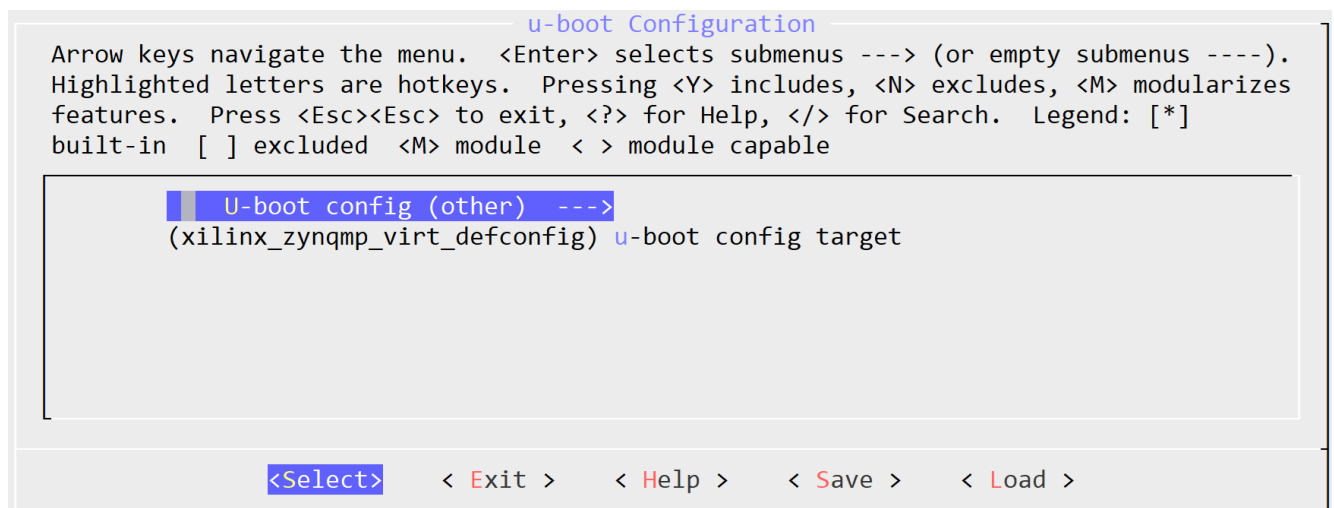 u-boot Configuration
Arrow keys navigate the menu.  <Enter> selects submenus ---> (or empty submenus ----).
Highlighted letters are hotkeys.  Pressing <Y> includes, <N> excludes, <M> modularizes
features.  Press <Esc><Esc> to exit, <?> for Help, </> for Search.  Legend: [*]
built-in  [ ] excluded  <M> module  < > module capable
U-boot config (other)  --->
(xilinx_zynqmp_virt_defconfig) u-boot config target
<Select>    < Exit >    < Help >    < Save >    < Load >